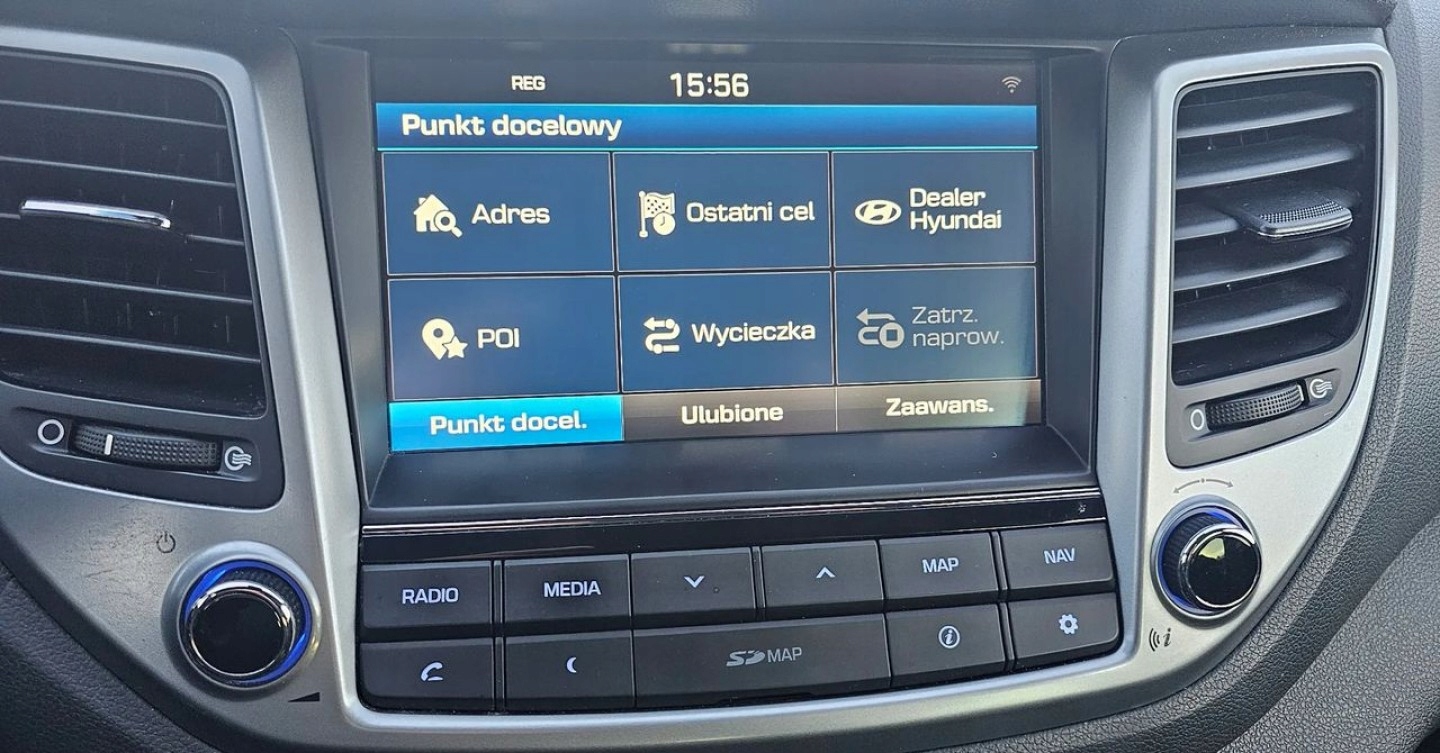 REG 15:56
Punkt docelowy
Adres
Ostatni cel
Dealer
Hyundai
POI
Wycieczka
Zatrz.
naprow.
Punkt docel.
Ulubione
Zaawans.
RADIO
MEDIA
MAP
NAV
SD MAP